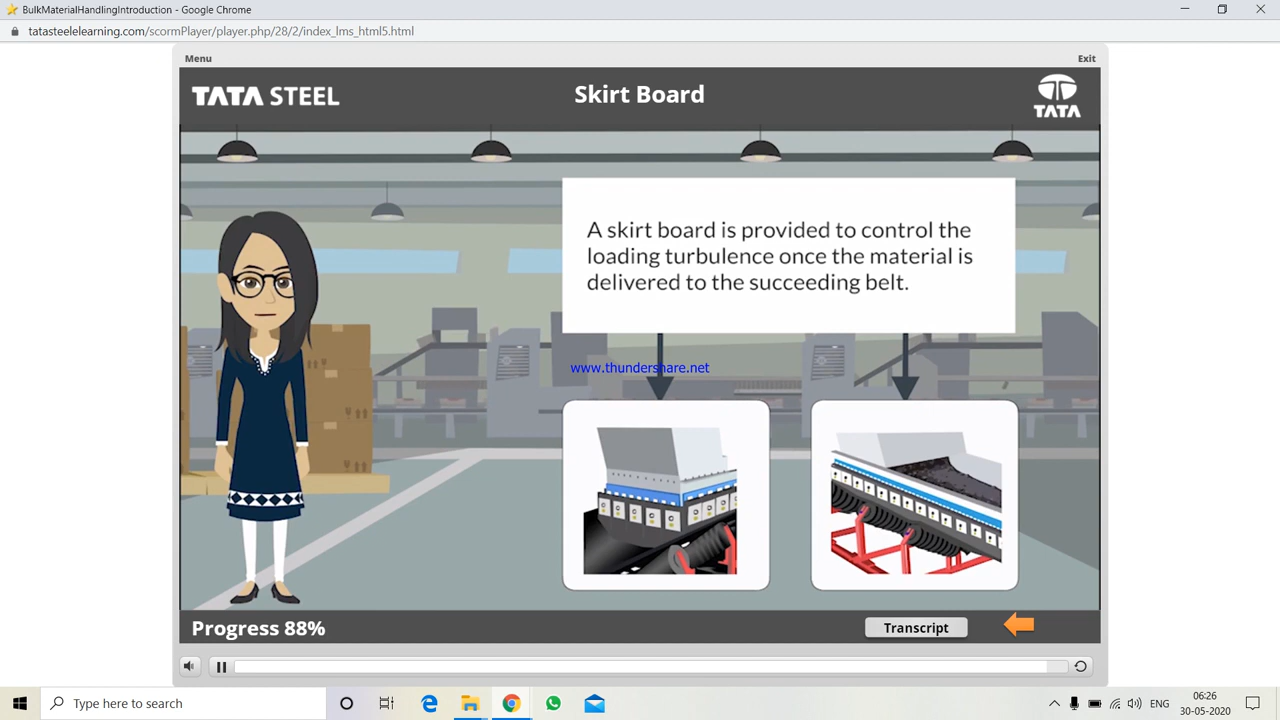 BulkMaterialHandlingIntroduction - Google Chrome
tatasteelelearning.com/scormPlayer/player.php/28/2/index_lms_html5.html
Menu
Exit
TATA STEEL
Skirt Board
TATA
A skirt board is provided to control the
loading turbulence once the material is
delivered to the succeeding belt.
www.thundershare.net
Progress 88%
Transcript
Type here to search
ENG
06:26
30-05-2020